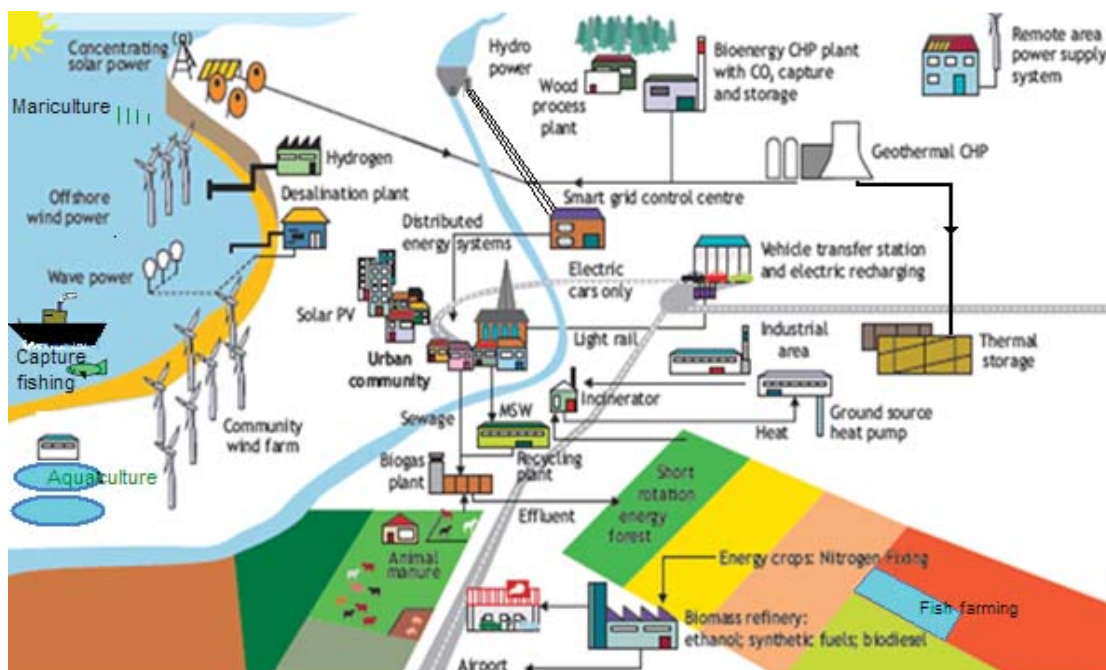 Concentrating
solar power
Mariculture
Offshore
wind power
Wave power
Capture
fishing
Aquaculture
Hydrogen
Desalination plant
Community
wind farm
Hydro
power
Wood
process
plant
Bioenergy CHP plant
with CO₂ capture
and storage
Remote area
power supply
system
Geothermal CHP
Smart grid control centre
Distributed
energy systems
Electric
cars only
Vehicle transfer station
and electric recharging
Solar PV
Urban
community
Light rail
Industrial
area
Thermal
storage
Sewage
MSW
Incinerator
Heat
Ground source
heat pump
Biogas
plant
Recycling
plant
Effluent
Short
rotation
energy
forest
Animal
manure
Energy crops: Nitrogen Fixing
Fish farming
Biomass refinery:
ethanol; synthetic fuels; biodiesel
Airport